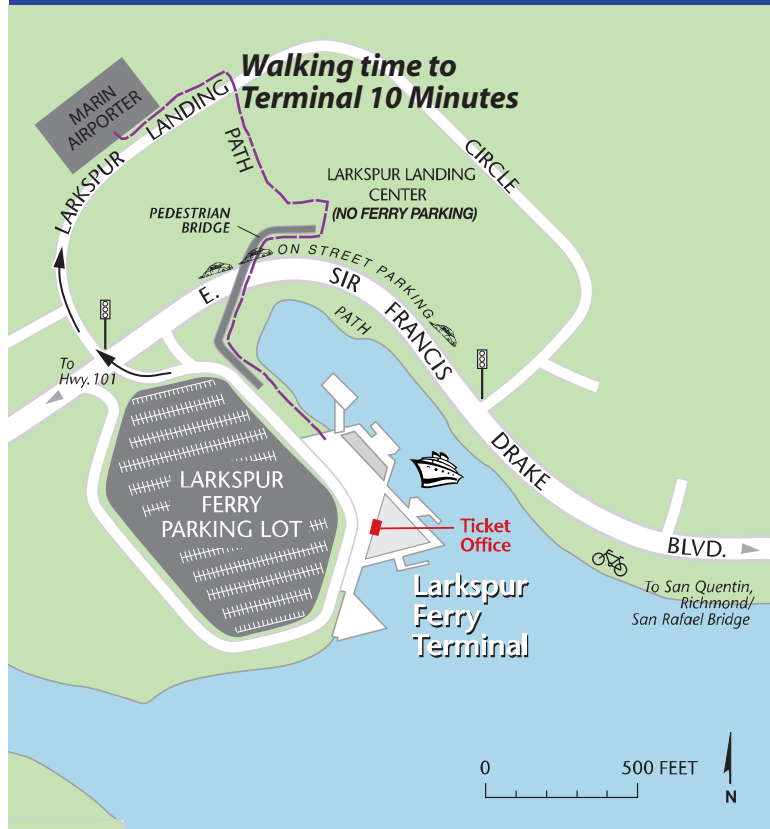 Walking time to
Terminal 10 Minutes
MARIN
AIRPORTER
LARKSPUR LANDING
CIRCLE
PATH
LARKSPUR LANDING
CENTER
(NO FERRY PARKING)
PEDESTRIAN
BRIDGE
ON STREET PARKING
E. SIR FRANCIS DRAKE BLVD.
PATH
To
Hwy. 101
LARKSPUR
FERRY
PARKING LOT
Ticket
Office
Larkspur
Ferry
Terminal
To San Quentin,
Richmond/
San Rafael Bridge
0 500 FEET
N